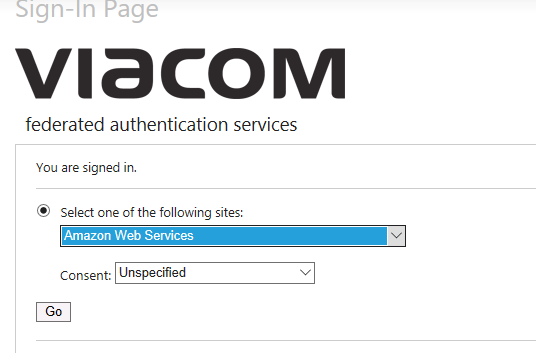 Sign-In Page
VIACOM
federated authentication services
You are signed in.
Select one of the following sites:
Amazon Web Services
Consent: Unspecified
Go